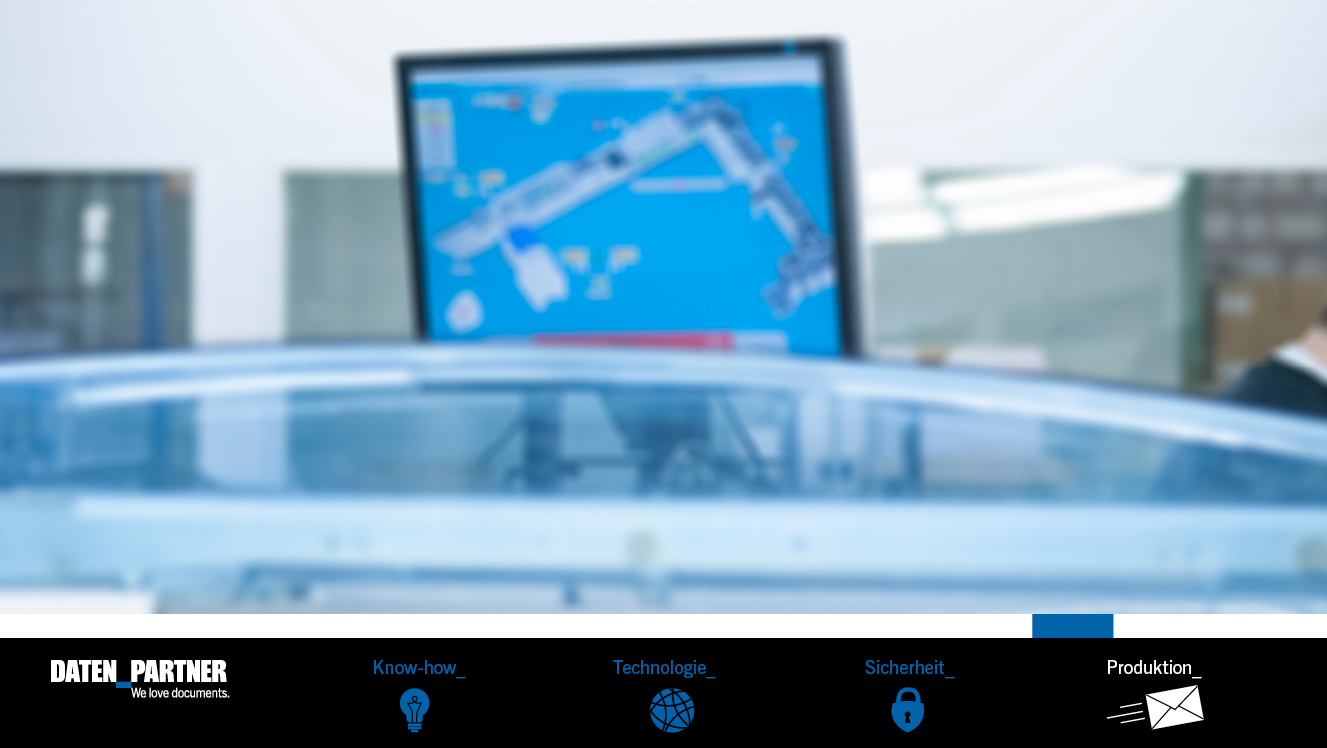 DATEN_PARTNER
We love documents.
Know-how_
Technologie_
Sicherheit_
Produktion_